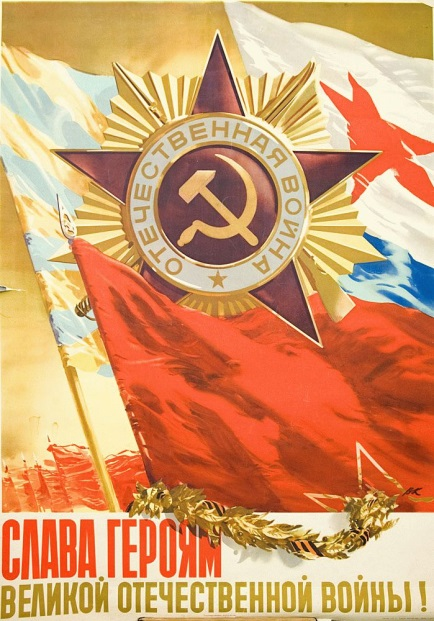 ОТЕЧЕСТВЕННАЯ ВОЙНА
СЛАВА ГЕРОЯМ
ВЕЛИКОЙ ОТЕЧЕСТВЕННОЙ ВОЙНЫ!